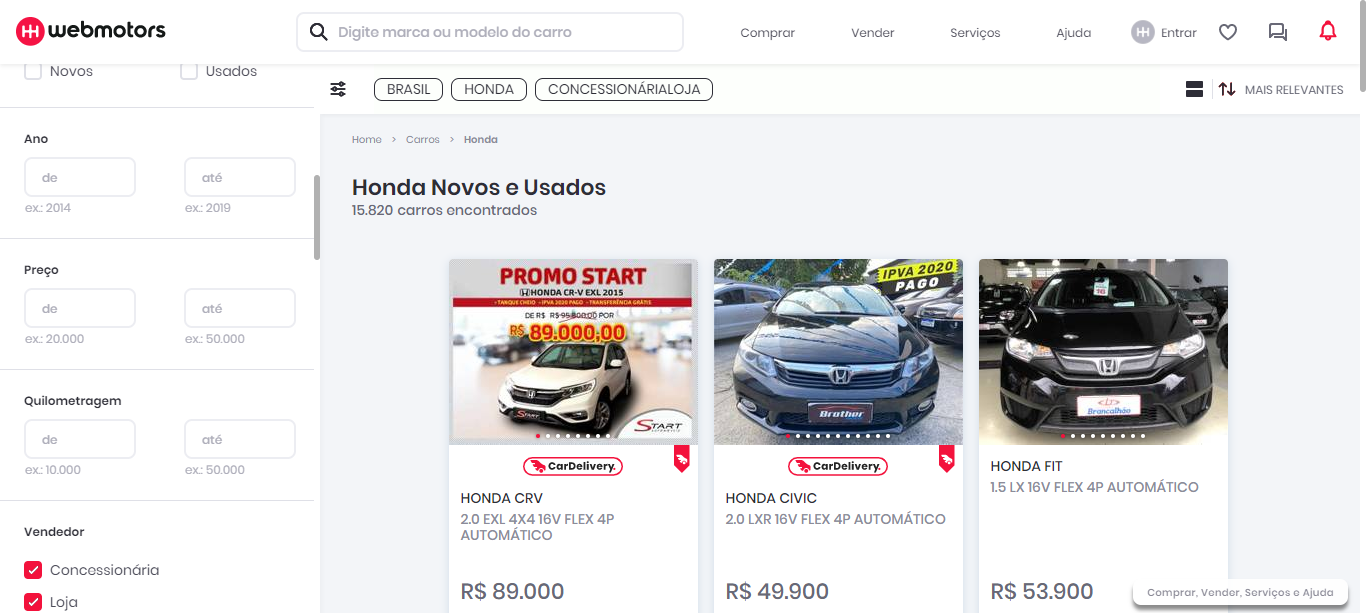 webmotors
Digite marca ou modelo do carro
Comprar
Vender
Serviços
Ajuda
Entrar
Novos
Usados
BRASIL
HONDA
CONCESSIONÁRIALOJA
MAIS RELEVANTES
Ano
de
até
ex.: 2014
ex.: 2019
Preço
de
até
ex.: 20.000
ex.: 50.000
Quilometragem
de
até
ex.: 10.000
ex.: 50.000
Vendedor
Concessionária
Loja
Home > Carros > Honda
Honda Novos e Usados
15.820 carros encontrados
PROMO START
HONDA CR-V EXL 2015
• TANQUE CHEIO • IPVA 2020 PAGO • TRANSFERÊNCIA GRÁTIS
DE R$ R$ 95.800,00 POR
R$ 89.000,00
START
START
CarDelivery.
HONDA CRV
2.0 EXL 4X4 16V FLEX 4P
AUTOMÁTICO
R$ 89.000
IPVA 2020
PAGO
Brother
CarDelivery.
HONDA CIVIC
2.0 LXR 16V FLEX 4P AUTOMÁTICO
R$ 49.900
16
Brancalhão
HONDA FIT
1.5 LX 16V FLEX 4P AUTOMÁTICO
R$ 53.900
Comprar, Vender, Serviços e Ajuda